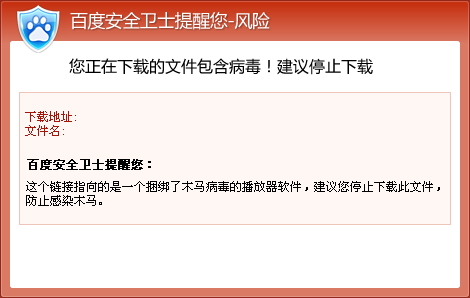 百度安全卫士提醒您-风险
您正在下载的文件包含病毒！建议停止下载
下载地址:
文件名:
百度安全卫士提醒您：
这个链接指向的是一个捆绑了木马病毒的播放器软件，建议您停止下载此文件，
防止感染木马。